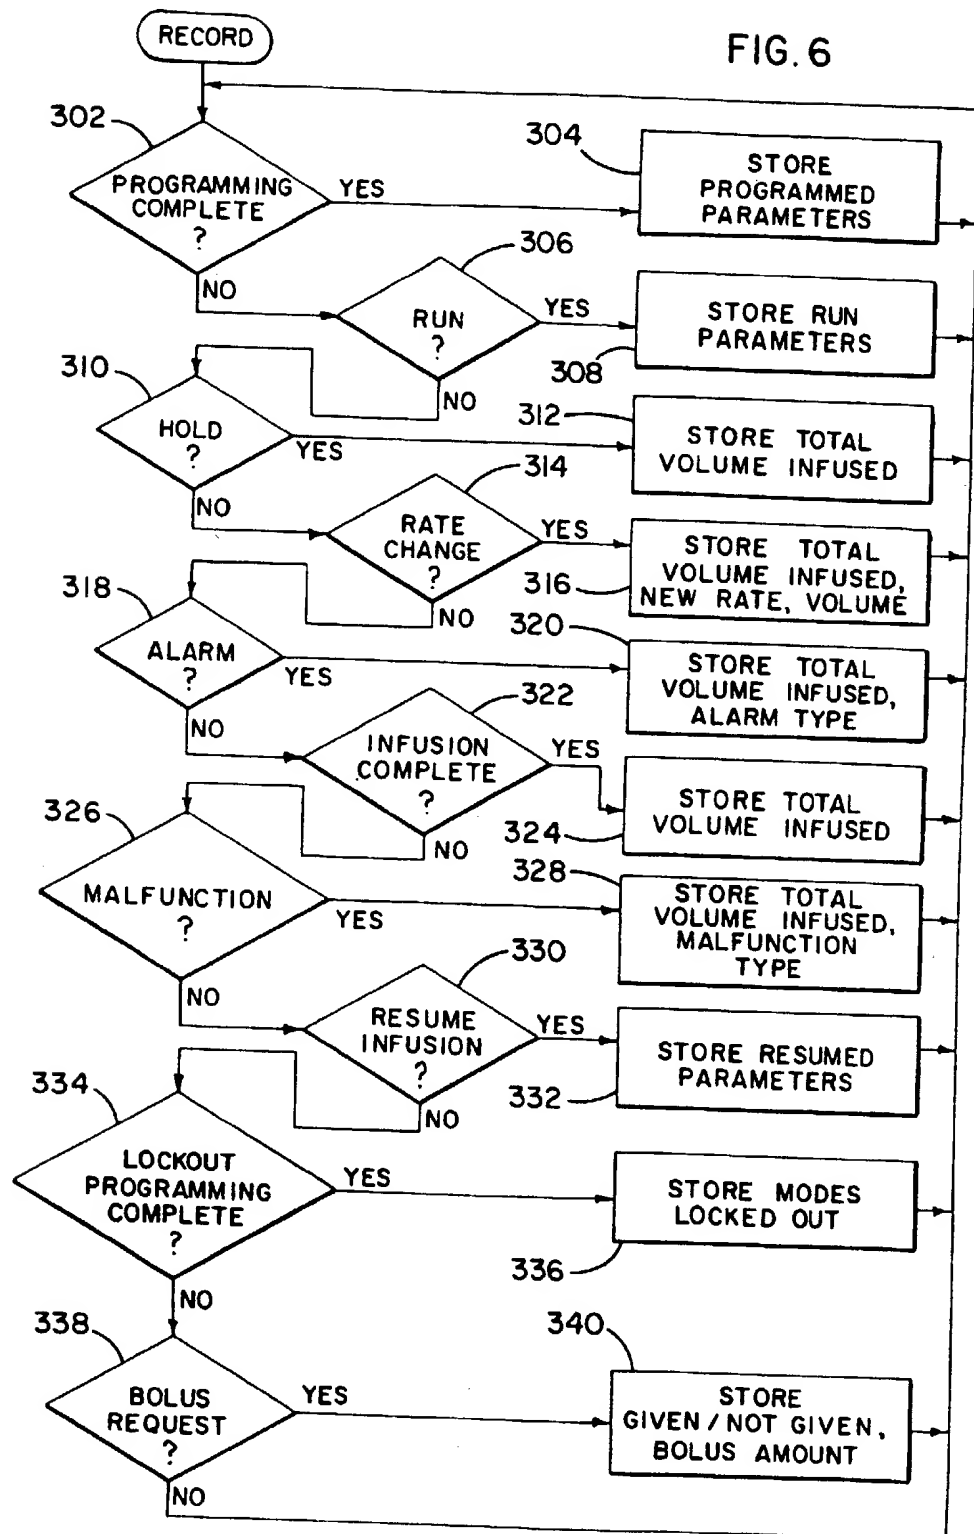 RECORD
FIG. 6
302
PROGRAMMING
COMPLETE
?
YES
NO
304
STORE
PROGRAMMED
PARAMETERS
306
RUN
?
YES
NO
STORE RUN
PARAMETERS
308
310
HOLD
?
YES
NO
312
STORE TOTAL
VOLUME INFUSED
314
RATE
CHANGE
?
YES
NO
STORE TOTAL
VOLUME INFUSED,
NEW RATE, VOLUME
316
318
ALARM
?
YES
NO
320
STORE TOTAL
VOLUME INFUSED,
ALARM TYPE
322
INFUSION
COMPLETE
?
YES
NO
STORE TOTAL
VOLUME INFUSED
324
326
MALFUNCTION
?
YES
NO
328
STORE TOTAL
VOLUME INFUSED,
MALFUNCTION
TYPE
330
RESUME
INFUSION
?
YES
NO
STORE RESUMED
PARAMETERS
332
334
LOCKOUT
PROGRAMMING
COMPLETE
?
YES
NO
STORE MODES
LOCKED OUT
336
338
BOLUS
REQUEST
?
YES
NO
340
STORE
GIVEN / NOT GIVEN,
BOLUS AMOUNT